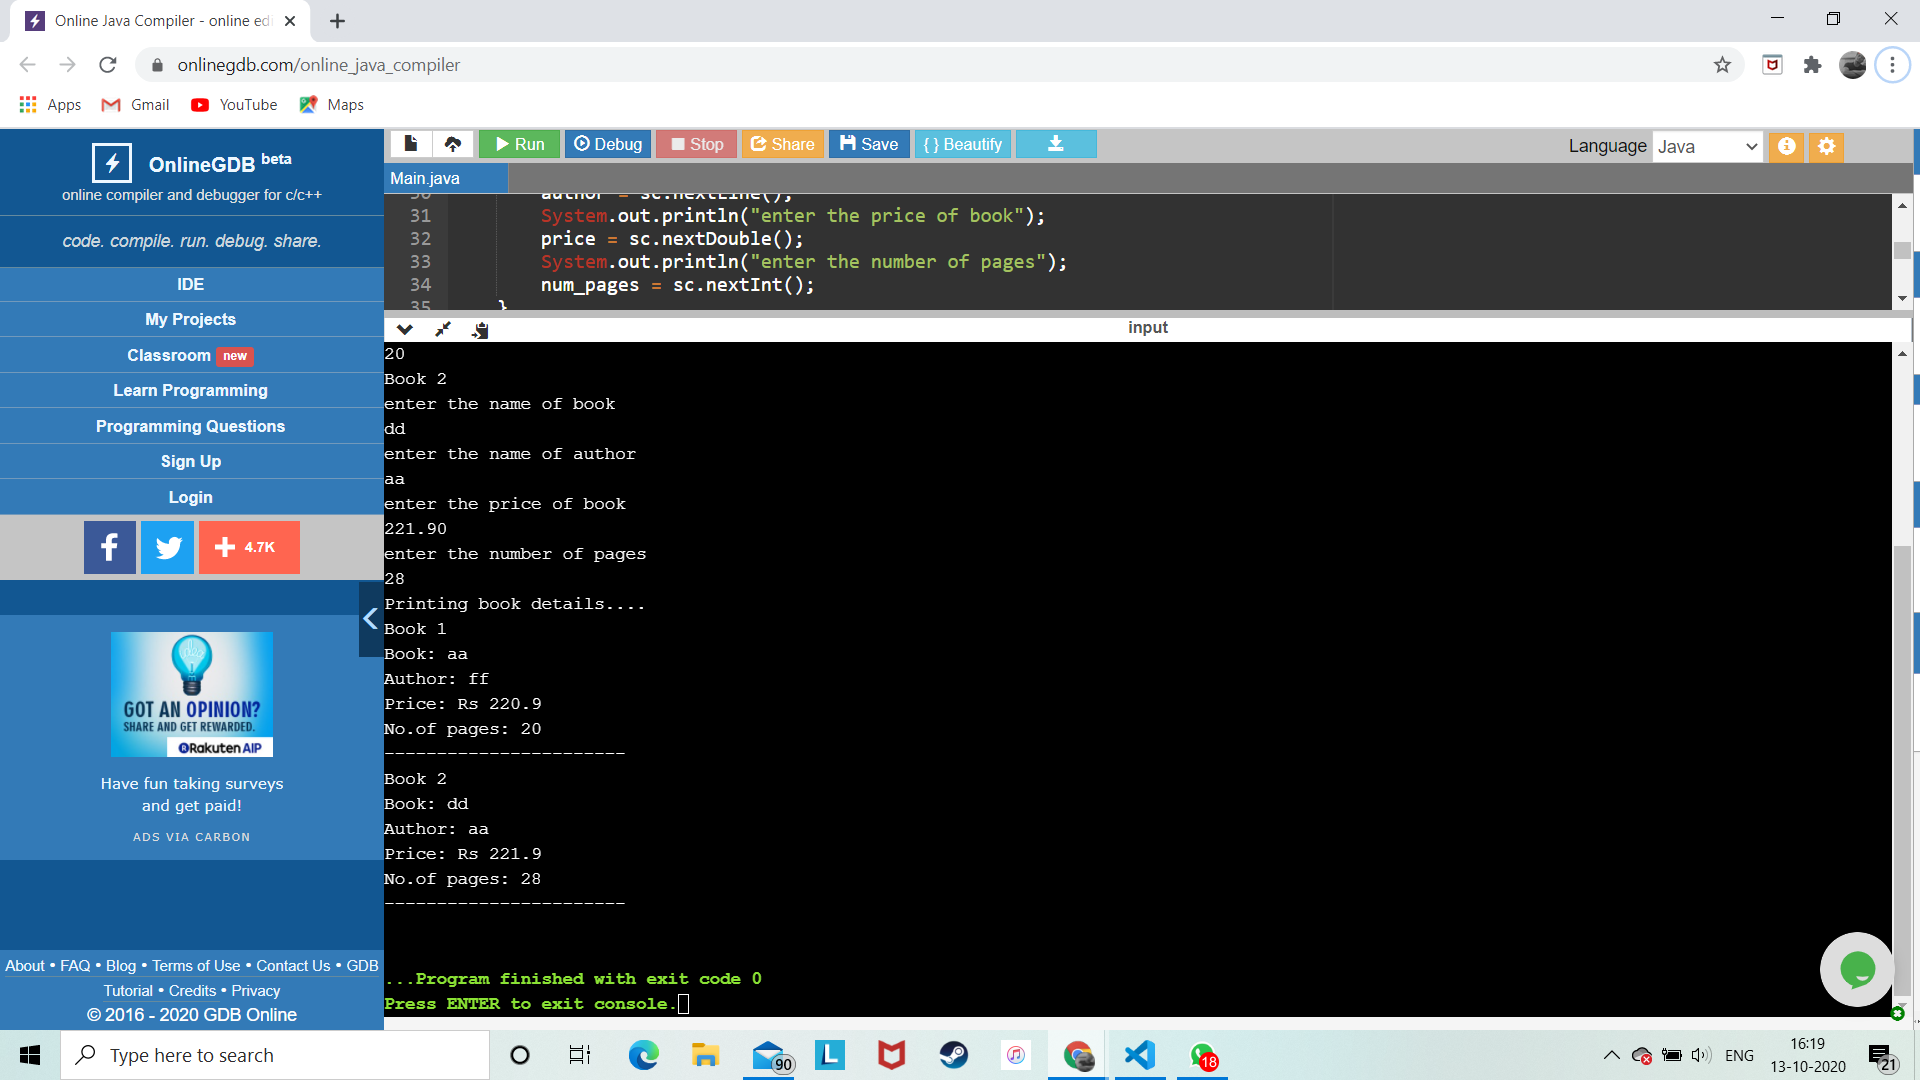 Online Java Compiler - online edi
onlinegdb.com/online_java_compiler
Apps
Gmail
YouTube
Maps
OnlineGDB beta
online compiler and debugger for c/c++
code. compile. run. debug. share.
IDE
My Projects
Classroom new
Learn Programming
Programming Questions
Sign Up
Login
4.7K
GOT AN OPINION?
SHARE AND GET REWARDED.
Rakuten AIP
Have fun taking surveys
and get paid!
ADS VIA CARBON
About • FAQ • Blog • Terms of Use • Contact Us • GDB
Tutorial • Credits • Privacy
© 2016 - 2020 GDB Online
Run
Debug
Stop
Share
Save
{ } Beautify
Language
Java
Main.java
30 author = sc.nextLine();
31 System.out.println("enter the price of book");
32 price = sc.nextDouble();
33 System.out.println("enter the number of pages");
34 num_pages = sc.nextInt();
35 }
input
20
Book 2
enter the name of book
dd
enter the name of author
aa
enter the price of book
221.90
enter the number of pages
28
Printing book details....
Book 1
Book: aa
Author: ff
Price: Rs 220.9
No.of pages: 20
-----------------------
Book 2
Book: dd
Author: aa
Price: Rs 221.9
No.of pages: 28
-----------------------
...Program finished with exit code 0
Press ENTER to exit console.
Type here to search
90
L
18
ENG
16:19
13-10-2020
21